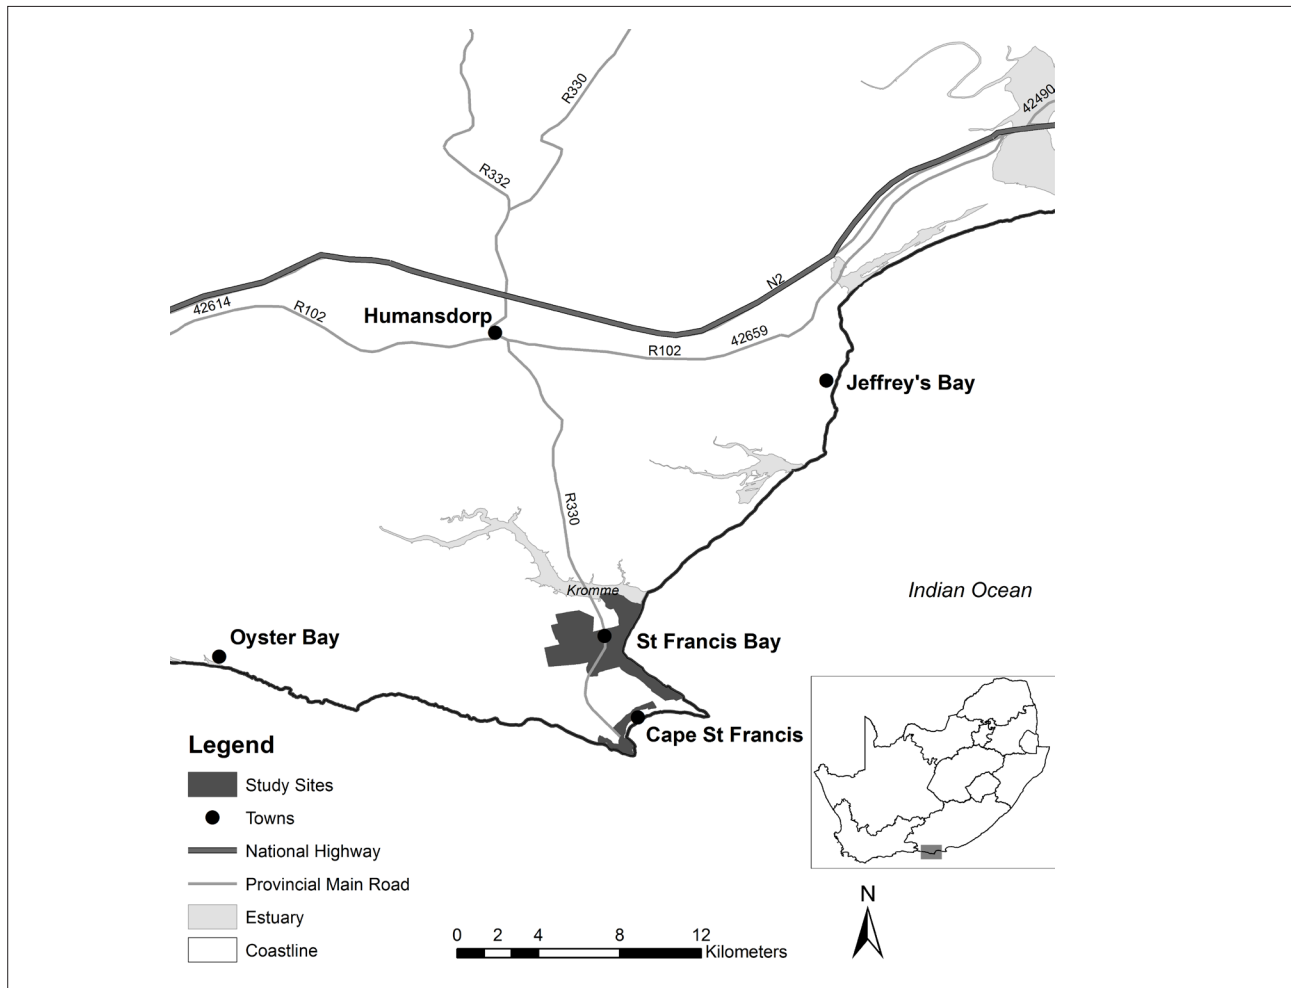 R330
42490
R332
N2
42614
R102
Humansdorp
42659
R102
Jeffrey's Bay
R330
Kromme
Indian Ocean
Oyster Bay
St Francis Bay
Cape St Francis
Legend
Study Sites
Towns
National Highway
Provincial Main Road
Estuary
Coastline
N
0 2 4 8 12
Kilometers